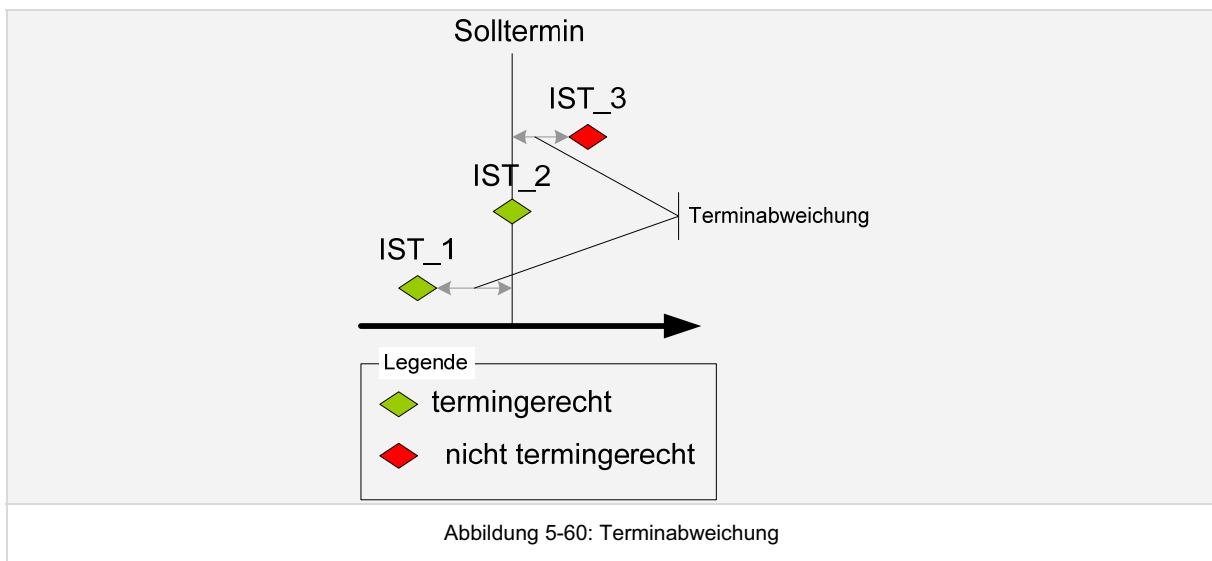 Solltermin
IST_3
IST_2
Terminabweichung
IST_1
Legende
termingerecht
nicht termingerecht
Abbildung 5-60: Terminabweichung